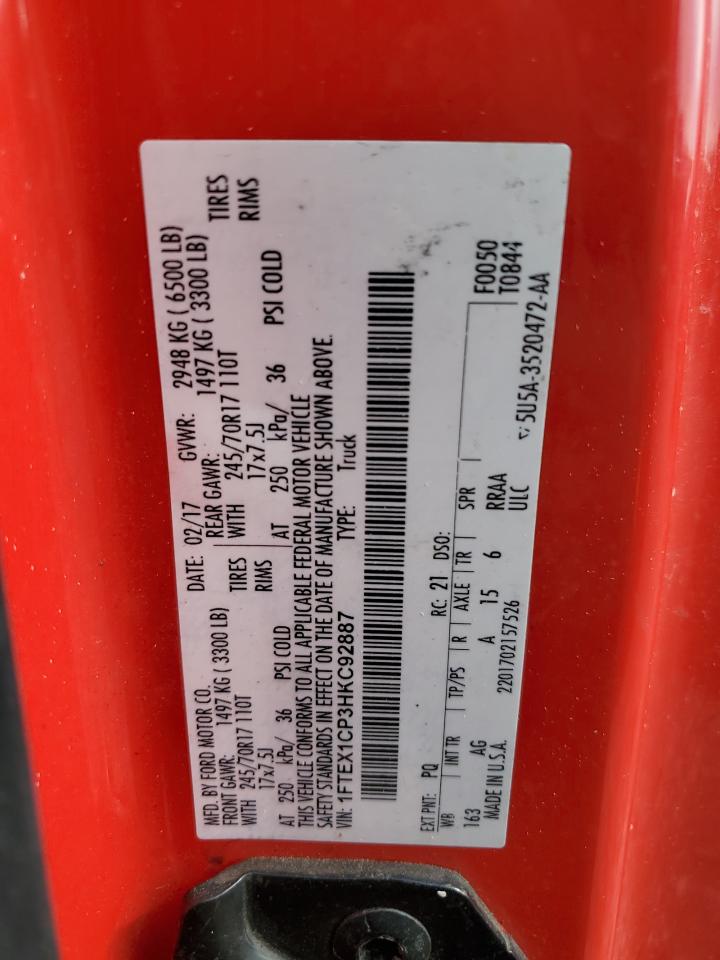 MFD. BY FORD MOTOR CO. DATE: 02/17 GVWR: 2948 KG ( 6500 LB)
FRONT GAWR: 1497 KG ( 3300 LB) REAR GAWR: 1497 KG ( 3300 LB)
WITH 245/70R17 110T TIRES WITH 245/70R17 110T TIRES
17x7.5J RIMS 17x7.5J RIMS
AT 250 kPa/ 36 PSI COLD AT 250 kPa/ 36 PSI COLD
THIS VEHICLE CONFORMS TO ALL APPLICABLE FEDERAL MOTOR VEHICLE
SAFETY STANDARDS IN EFFECT ON THE DATE OF MANUFACTURE SHOWN ABOVE.
VIN: 1FTEX1CP3HKC92887 TYPE: Truck
EXT PNT: PQ RC: 21 DSO: F0050
WB INT TR TP/PS R AXLE TR SPR T0844
163 AG A 15 6 RRAA
MADE IN U.S.A. 2201702157526 ULC 5U5A-3520472-AA